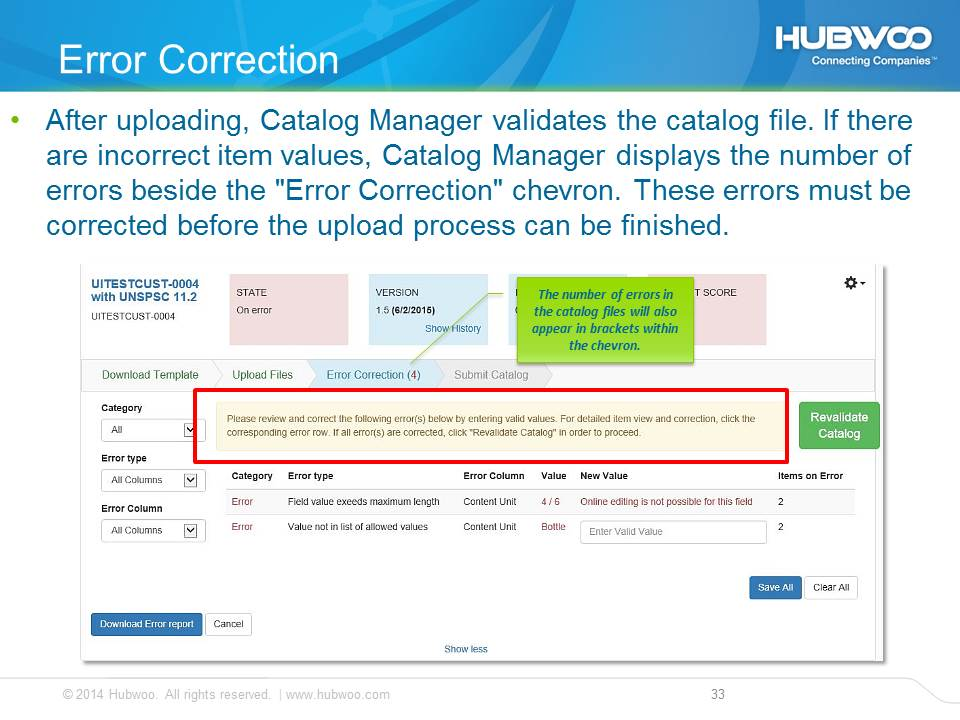 Error Correction
HUBWOO
Connecting Companies™
• After uploading, Catalog Manager validates the catalog file. If there
are incorrect item values, Catalog Manager displays the number of
errors beside the "Error Correction" chevron. These errors must be
corrected before the upload process can be finished.
UITESTCUST-0004
with UNSPSC 11.2
UITESTCUST-0004
STATE
On error
VERSION
1.5 (6/2/2015)
Show History
T SCORE
The number of errors in
the catalog files will also
appear in brackets within
the chevron.
Download Template
Upload Files
Error Correction (4)
Submit Catalog
Category
All
Error type
All Columns
Error Column
All Columns
Please review and correct the following error(s) below by entering valid values. For detailed item view and correction, click the
corresponding error row. If all error(s) are corrected, click "Revalidate Catalog" in order to proceed.
Revalidate
Catalog
Category Error type Error Column Value New Value Items on Error
Error Field value exeeds maximum length Content Unit 4 / 6 Online editing is not possible for this field 2
Error Value not in list of allowed values Content Unit Bottle Enter Valid Value 2
Save All Clear All
Download Error report Cancel
Show less
© 2014 Hubwoo. All rights reserved. | www.hubwoo.com
33